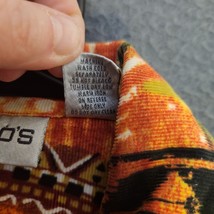 MACHINE
WASH COLD
SEPARATELY
DO NOT BLEACH
TUMBLE DRY LOW
WARM IRON
ON REVERSE
SIDE ONLY
S.O